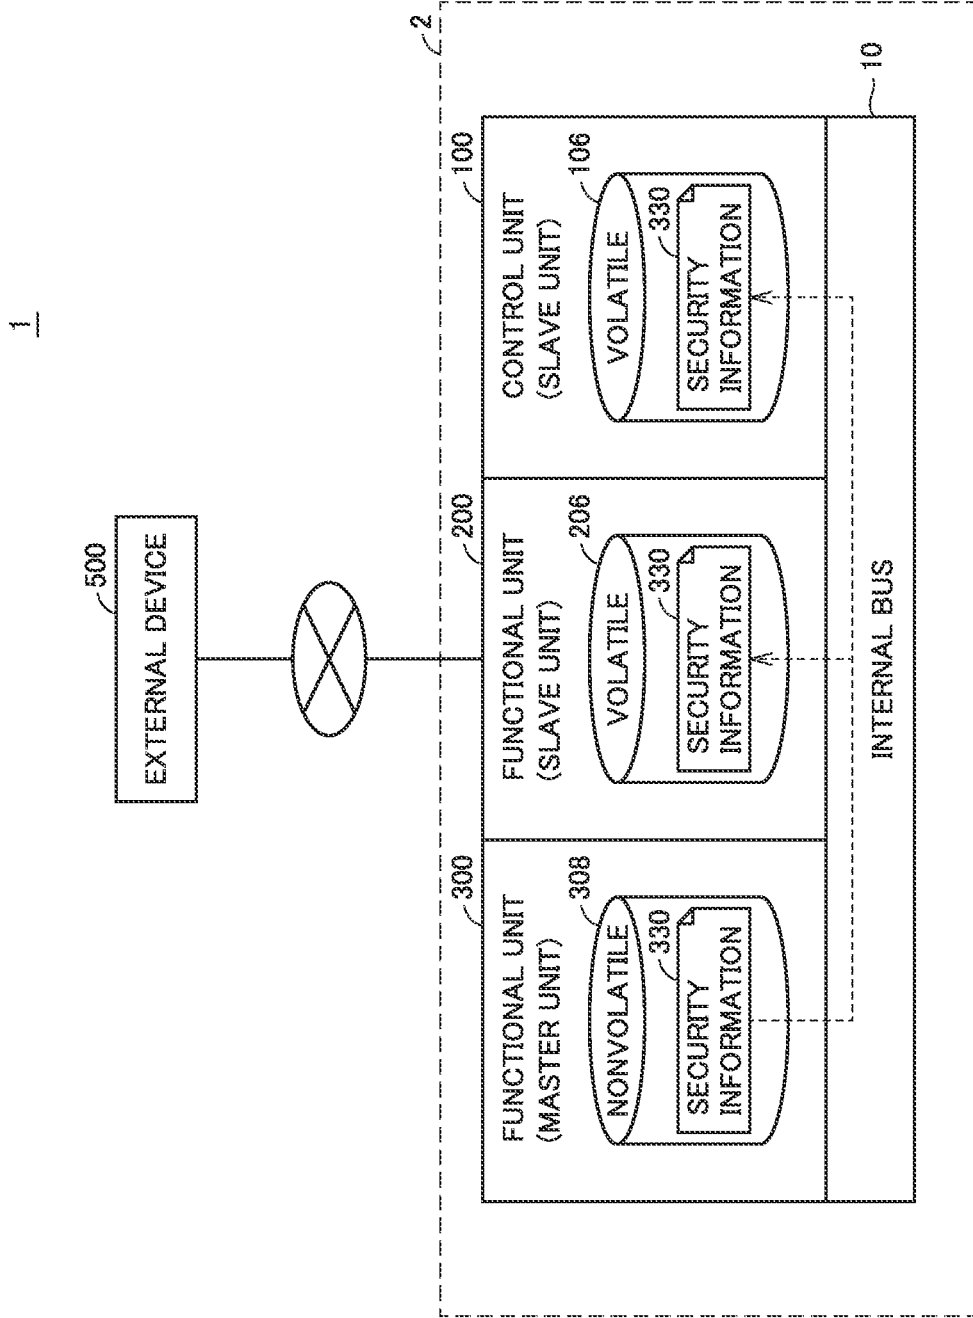 1
500
EXTERNAL DEVICE
2
300
FUNCTIONAL UNIT
(MASTER UNIT)
308
NONVOLATILE
330
SECURITY
INFORMATION
200
FUNCTIONAL UNIT
(SLAVE UNIT)
206
VOLATILE
330
SECURITY
INFORMATION
100
CONTROL UNIT
(SLAVE UNIT)
106
VOLATILE
330
SECURITY
INFORMATION
INTERNAL BUS
10